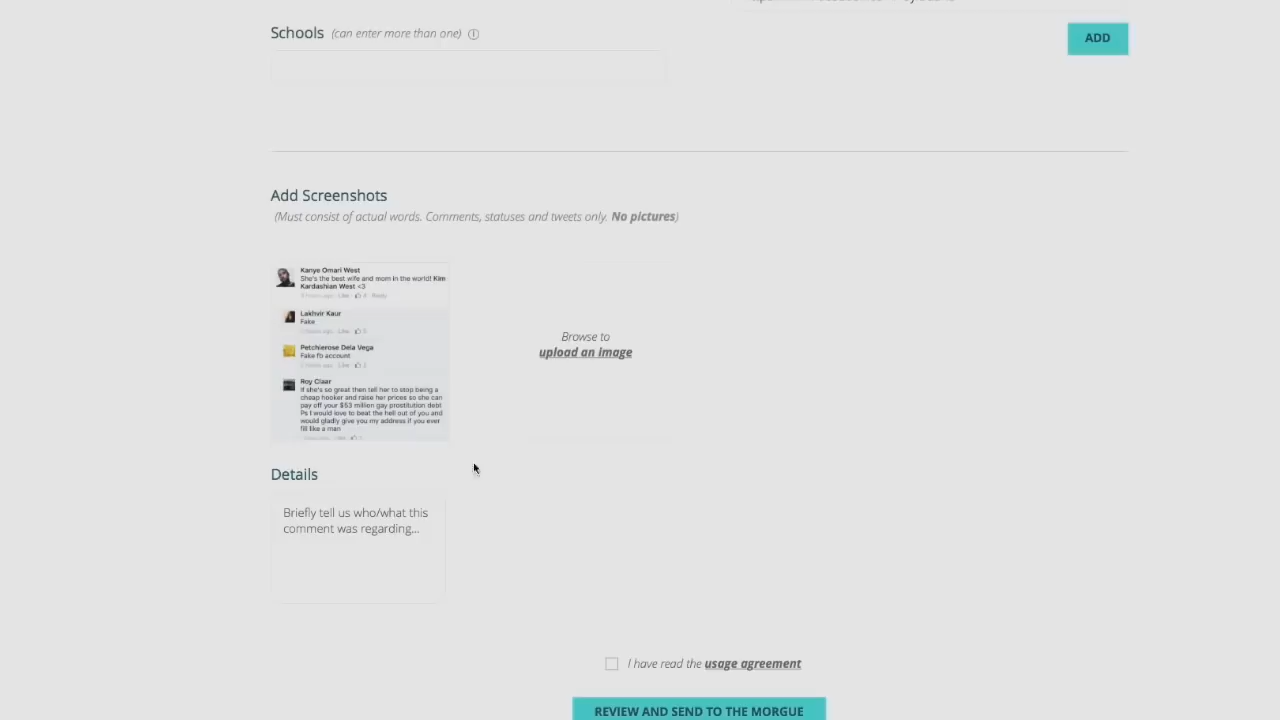 Schools (can enter more than one)
ADD
Add Screenshots
(Must consist of actual words. Comments, statuses and tweets only. No pictures)
Kanye Omari West
She's the best wife and mom in the world! Kim
Kardashian West <3
Like 4 Reply
Lakhvir Kaur
Fake
Like
Petchierose Dela Vega
Fake fb account
Like
Roy Claar
If she's so great then tell her to stop being a
cheap hooker and raise her prices so she can
pay off your $53 million gay prostitution debt
Ps I would love to beat the hell out of you and
would gladly give you my address if you ever
fill like a man
Browse to
upload an image
Details
Briefly tell us who/what this
comment was regarding...
I have read the usage agreement
REVIEW AND SEND TO THE MORGUE